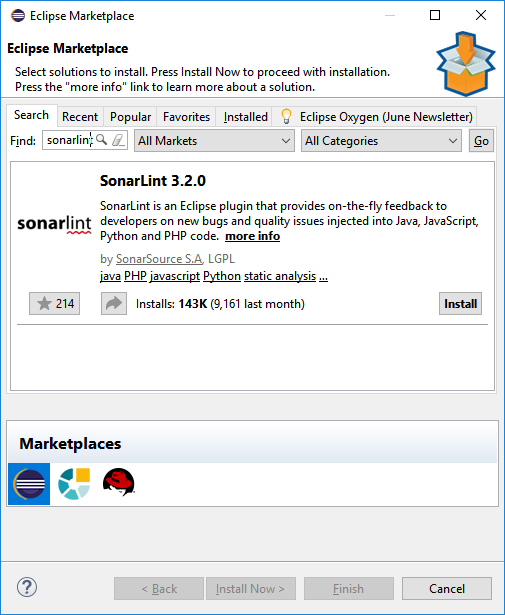 Eclipse Marketplace
Eclipse Marketplace
Select solutions to install. Press Install Now to proceed with installation.
Press the "more info" link to learn more about a solution.
Search Recent Popular Favorites Installed Eclipse Oxygen (June Newsletter)
Find: sonarlint All Markets All Categories Go
SonarLint 3.2.0
SonarLint is an Eclipse plugin that provides on-the-fly feedback to
developers on new bugs and quality issues injected into Java, JavaScript,
Python and PHP code. more info
sonarlint
by SonarSource S.A, LGPL
java PHP javascript Python static analysis ...
214 Installs: 143K (9,161 last month) Install
Marketplaces
? < Back Install Now > Finish Cancel